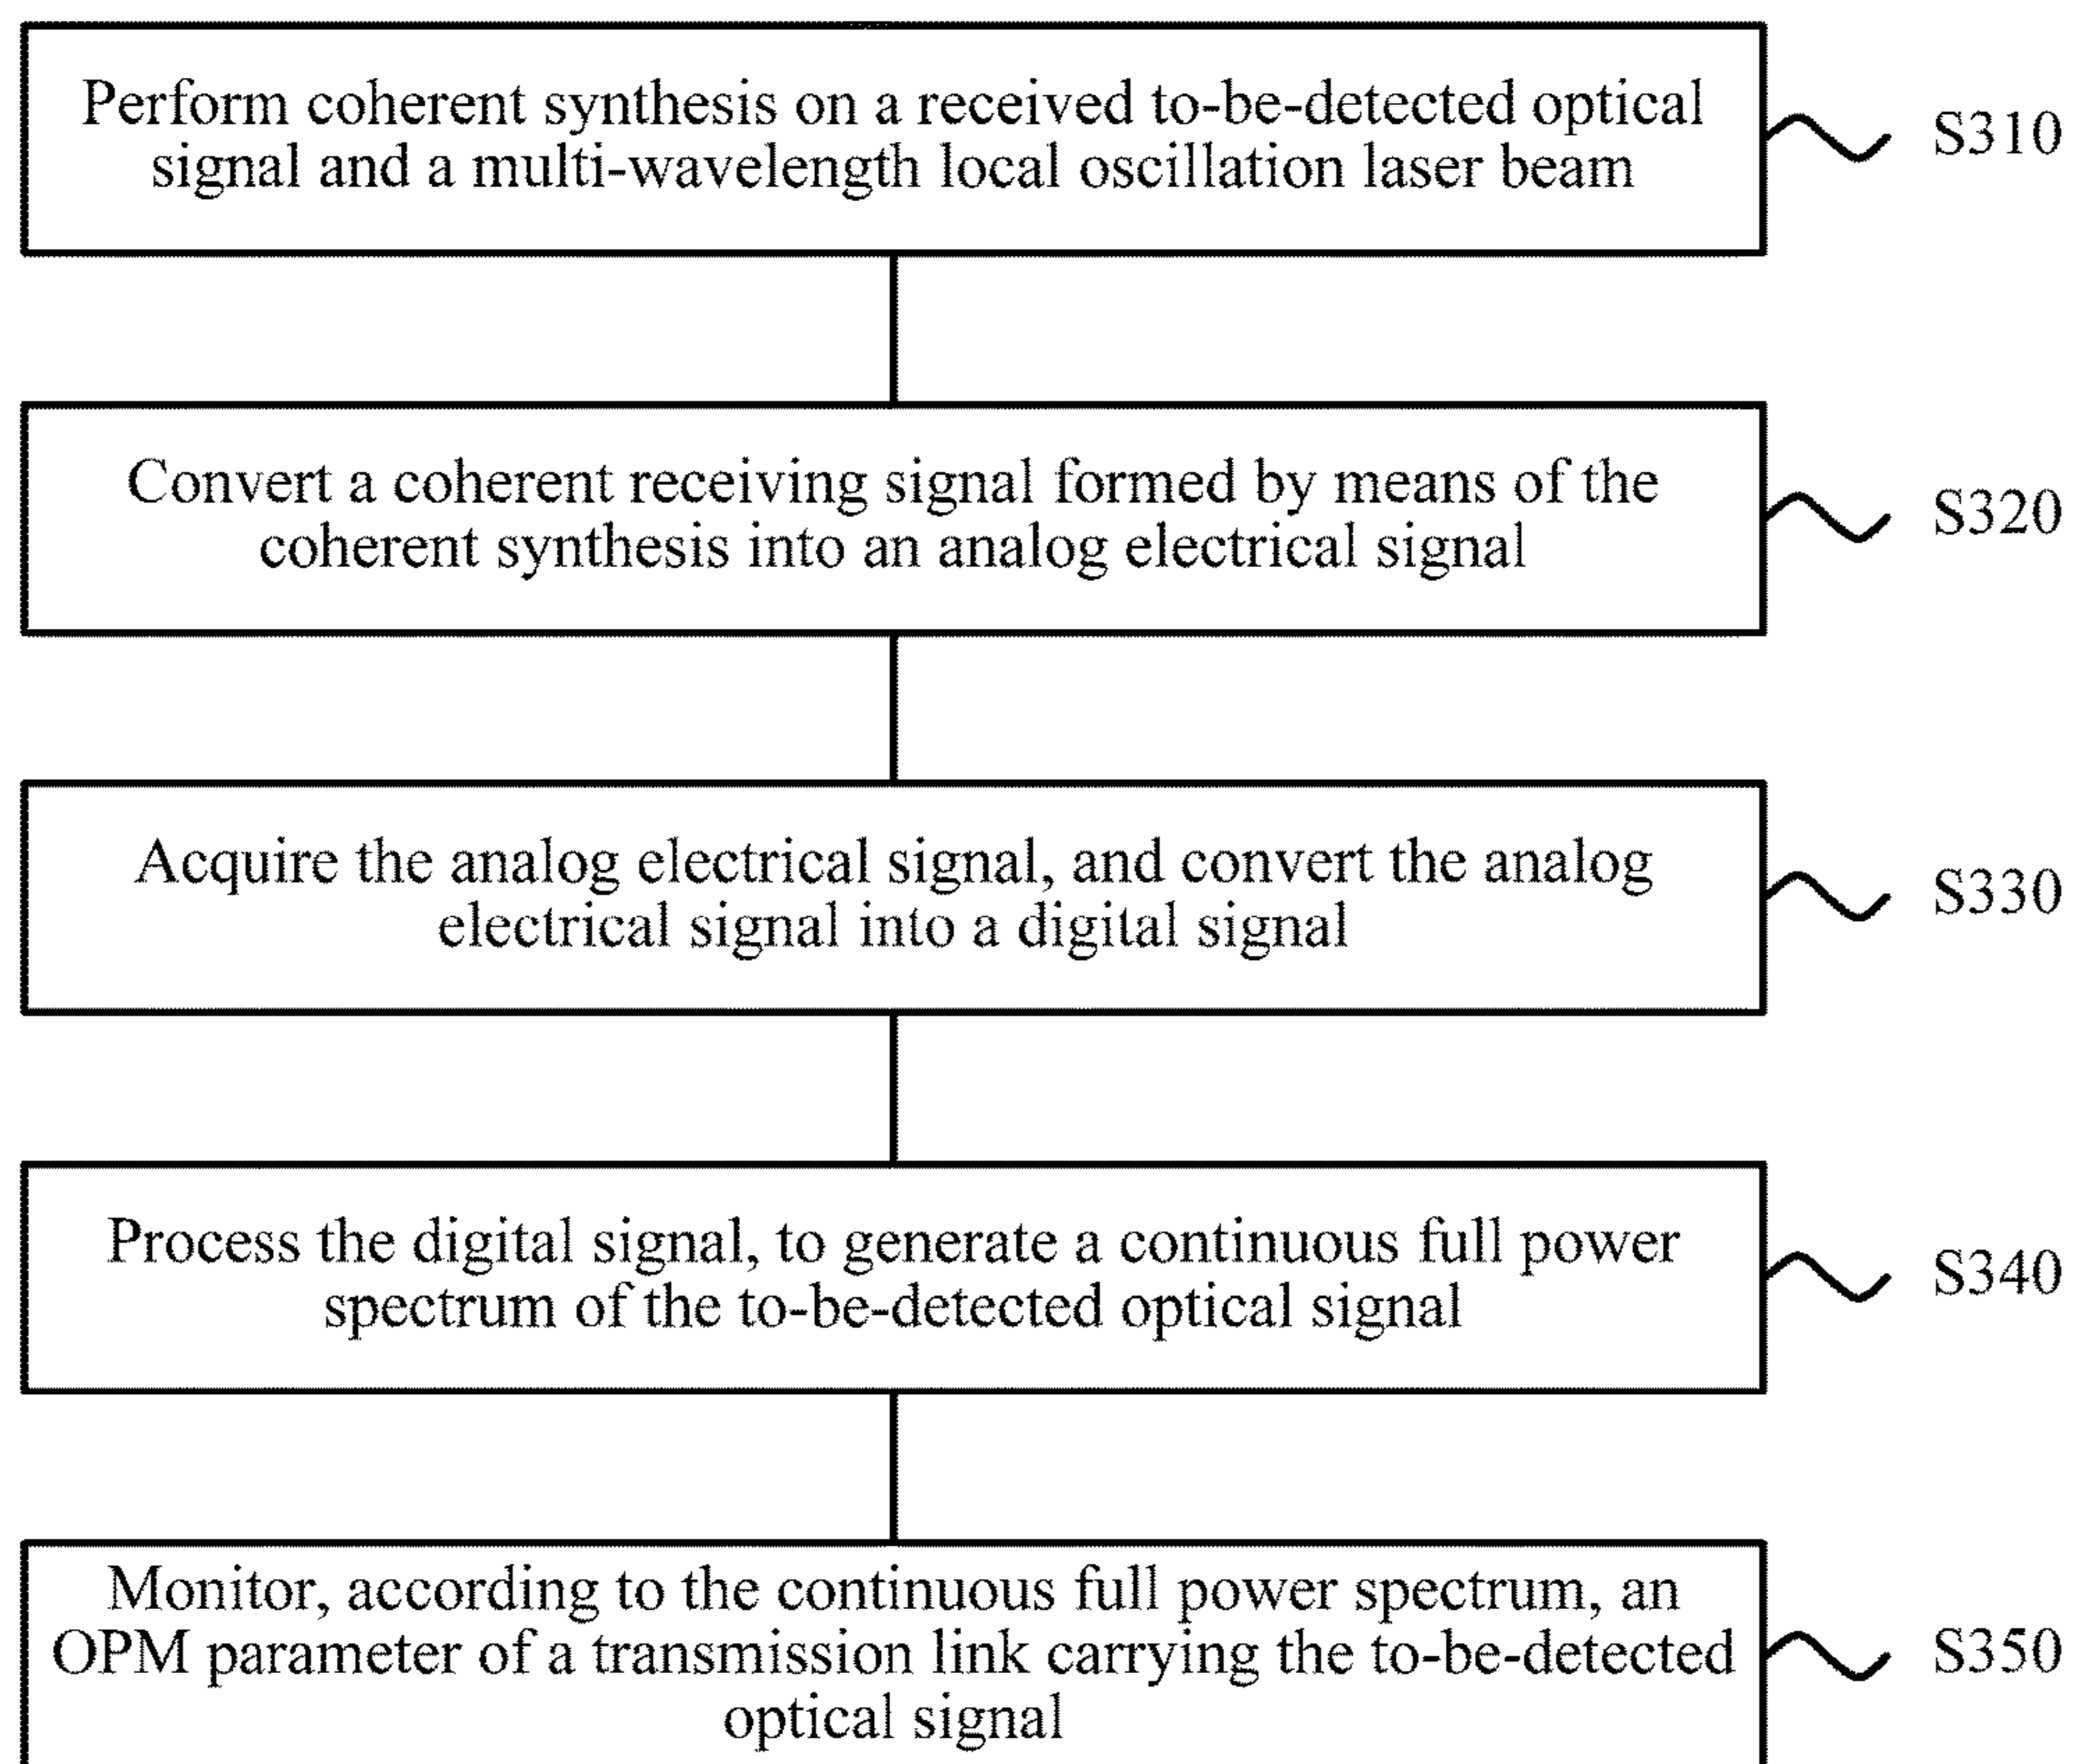 Perform coherent synthesis on a received to-be-detected optical
signal and a multi-wavelength local oscillation laser beam
S310
Convert a coherent receiving signal formed by means of the
coherent synthesis into an analog electrical signal
S320
Acquire the analog electrical signal, and convert the analog
electrical signal into a digital signal
S330
Process the digital signal, to generate a continuous full power
spectrum of the to-be-detected optical signal
S340
Monitor, according to the continuous full power spectrum, an
OPM parameter of a transmission link carrying the to-be-detected
optical signal
S350